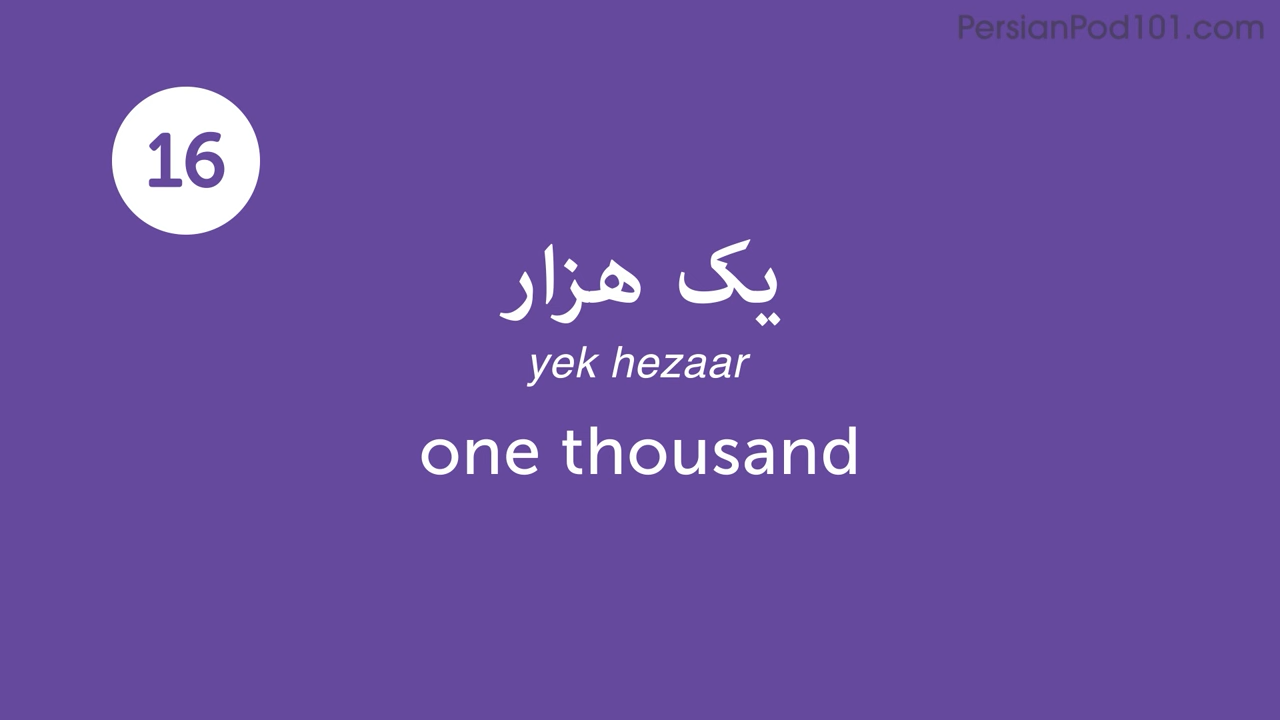 PersianPod101.com
16
یک هزار
yek hezaar
one thousand